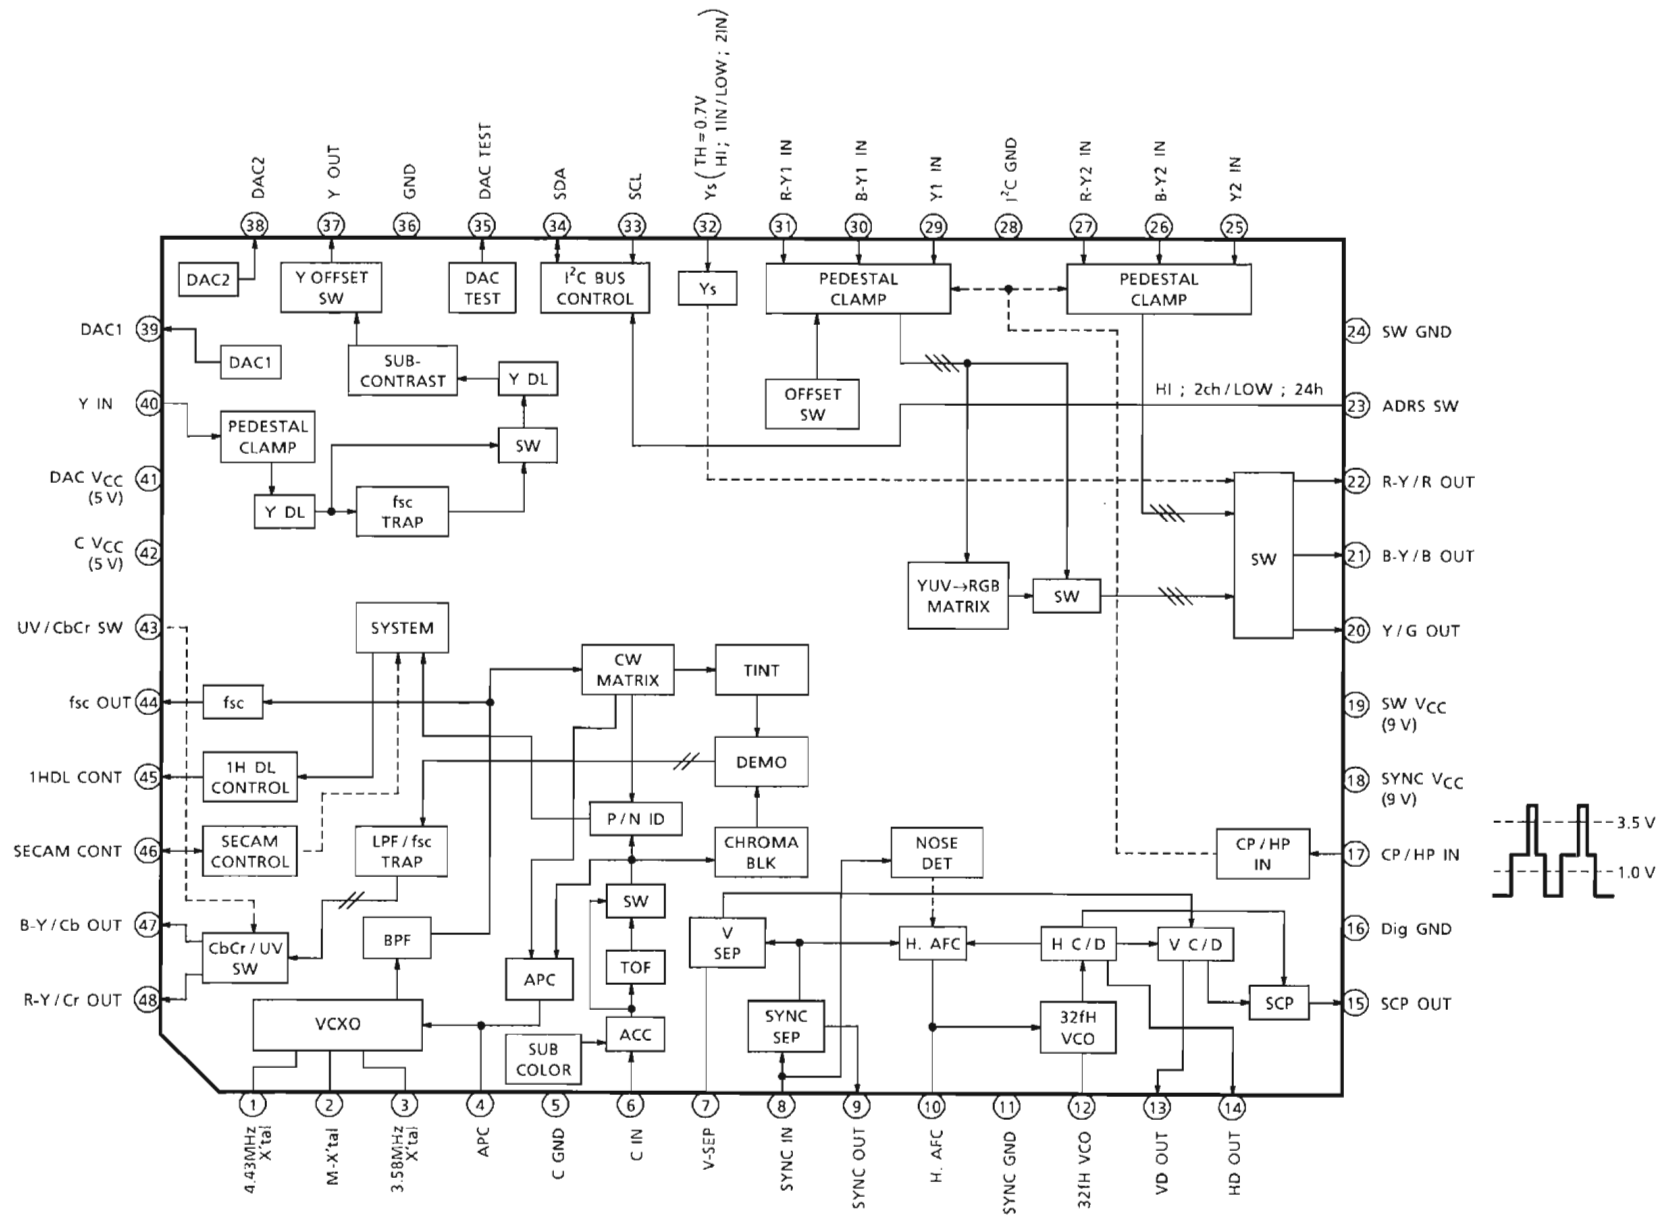 Ys ( TH = 0.7V
HI ; 1IN / LOW ; 2IN )
DAC2
Y OUT
GND
DAC TEST
SDA
SCL
R-Y1 IN
B-Y1 IN
Y1 IN
I²C GND
R-Y2 IN
B-Y2 IN
Y2 IN
38
37
36
35
34
33
32
31
30
29
28
27
26
25
DAC2
Y OFFSET
SW
DAC
TEST
I²C BUS
CONTROL
Ys
PEDESTAL
CLAMP
PEDESTAL
CLAMP
DAC1 39
24 SW GND
DAC1
SUB-
CONTRAST
Y DL
OFFSET
SW
HI ; 2ch / LOW ; 24h
Y IN 40
23 ADRS SW
PEDESTAL
CLAMP
SW
DAC VCC 41
(5 V)
22 R-Y / R OUT
Y DL
fsc
TRAP
C VCC 42
(5 V)
SW
21 B-Y / B OUT
YUV→RGB
MATRIX
SW
UV / CbCr SW 43
SYSTEM
20 Y / G OUT
CW
MATRIX
TINT
fsc OUT 44
fsc
19 SW VCC
(9 V)
1HDL CONT 45
1H DL
CONTROL
DEMO
18 SYNC VCC
(9 V)
P / N ID
3.5 V
SECAM CONT 46
SECAM
CONTROL
LPF / fsc
TRAP
CHROMA
BLK
NOSE
DET
CP / HP
IN
17 CP / HP IN
1.0 V
SW
B-Y / Cb OUT 47
CbCr / UV
SW
BPF
V
SEP
H. AFC
H C / D
V C / D
16 Dig GND
APC
TOF
R-Y / Cr OUT 48
SCP
15 SCP OUT
VCXO
SUB
COLOR
ACC
SYNC
SEP
32fH
VCO
1
2
3
4
5
6
7
8
9
10
11
12
13
14
4.43MHz
X'tal
M-X'tal
3.58MHz
X'tal
APC
C GND
C IN
V-SEP
SYNC IN
SYNC OUT
H. AFC
SYNC GND
32fH VCO
VD OUT
HD OUT